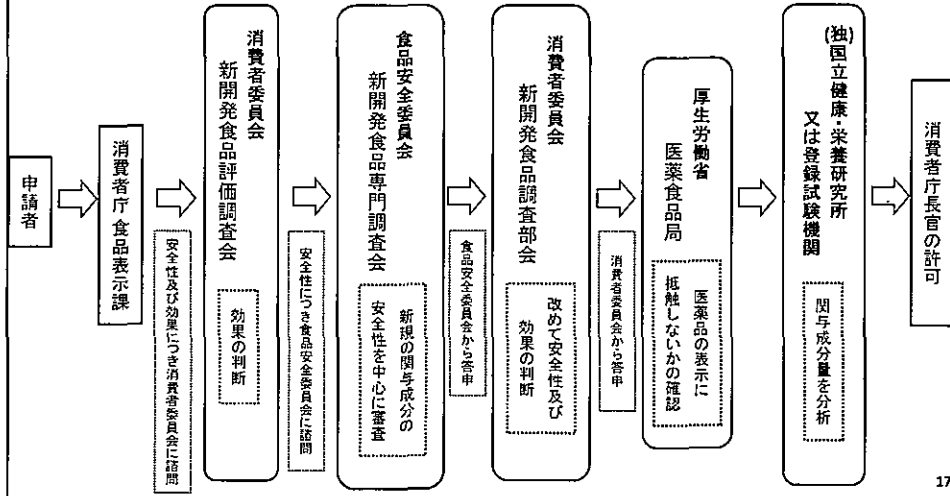 申請者
消費者庁 食品表示課
安全性及び効果につき消費者委員会に諮問
消費者委員会
新開発食品評価調査会
効果の判断
安全性につき食品安全委員会に諮問
食品安全委員会
新開発食品専門調査会
新規の関与成分の
安全性を中心に審査
食品安全委員会から答申
消費者委員会
新開発食品調査部会
改めて安全性及び
効果の判断
消費者委員会から答申
厚生労働省
医薬食品局
医薬品の表示に
抵触しないかの確認
(独)国立健康・栄養研究所
又は登録試験機関
関与成分量を分析
消費者庁長官の許可
17